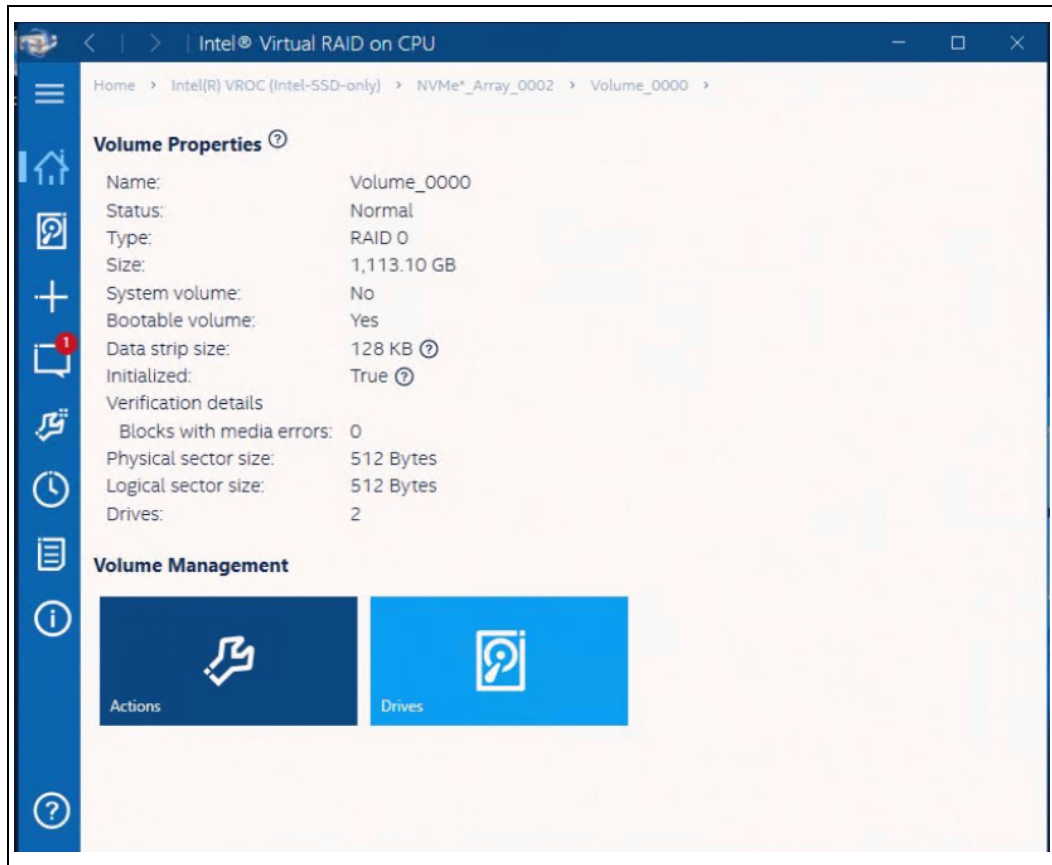 Intel® Virtual RAID on CPU
Home > Intel(R) VROC (Intel-SSD-only) > NVMe*_Array_0002 > Volume_0000 >
Volume Properties ?
Name: Volume_0000
Status: Normal
Type: RAID 0
Size: 1,113.10 GB
System volume: No
Bootable volume: Yes
Data strip size: 128 KB ?
Initialized: True ?
Verification details
Blocks with media errors: 0
Physical sector size: 512 Bytes
Logical sector size: 512 Bytes
Drives: 2
1
Volume Management
Actions
Drives
?